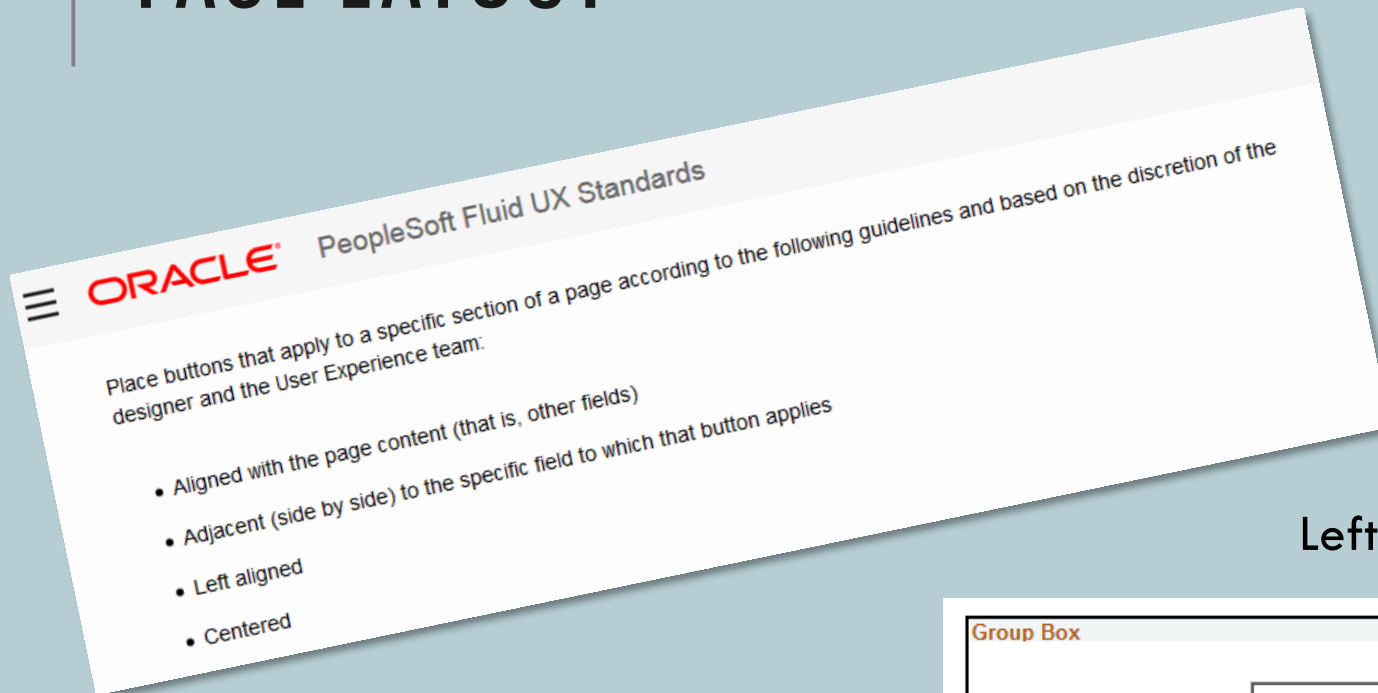 PAGE LAYOUT
ORACLE®
PeopleSoft Fluid UX Standards
Place buttons that apply to a specific section of a page according to the following guidelines and based on the discretion of the
designer and the User Experience team:
• Aligned with the page content (that is, other fields)
• Adjacent (side by side) to the specific field to which that button applies
• Left aligned
• Centered
Left
Group Box